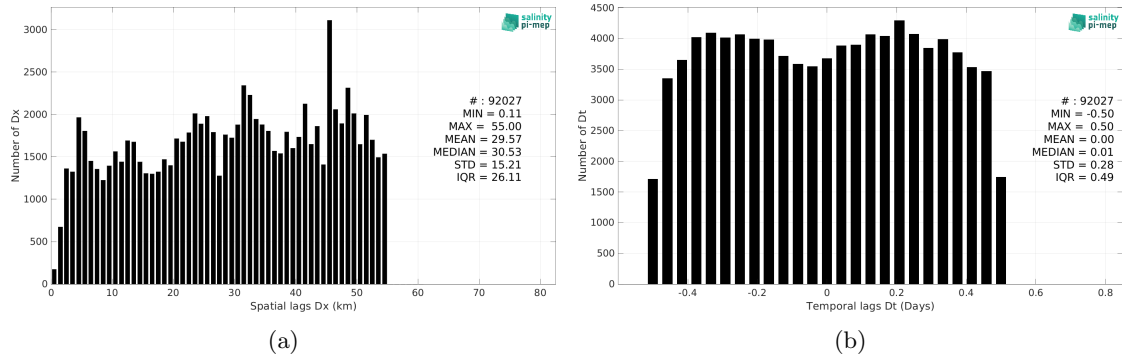 3000
2500
2000
1500
1000
500
0
Number of Dx
salinity
pi-mep
# : 92027
MIN = 0.11
MAX = 55.00
MEAN = 29.57
MEDIAN = 30.53
STD = 15.21
IQR = 26.11
0 10 20 30 40 50 60 70 80
Spatial lags Dx (km)
(a)
4500
4000
3500
3000
2500
2000
1500
1000
500
0
Number of Dt
salinity
pi-mep
# : 92027
MIN = -0.50
MAX = 0.50
MEAN = 0.00
MEDIAN = 0.01
STD = 0.28
IQR = 0.49
-0.4 -0.2 0 0.2 0.4 0.6 0.8
Temporal lags Dt (Days)
(b)